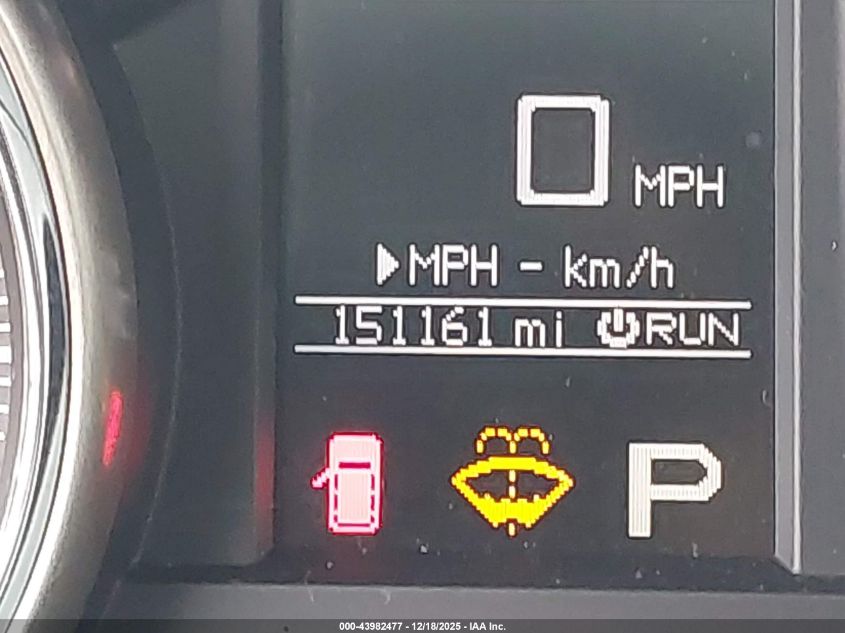 0 MPH
▶MPH - km/h
151161 mi RUN
P
000-43982477 - 12/18/2025 - IAA Inc.